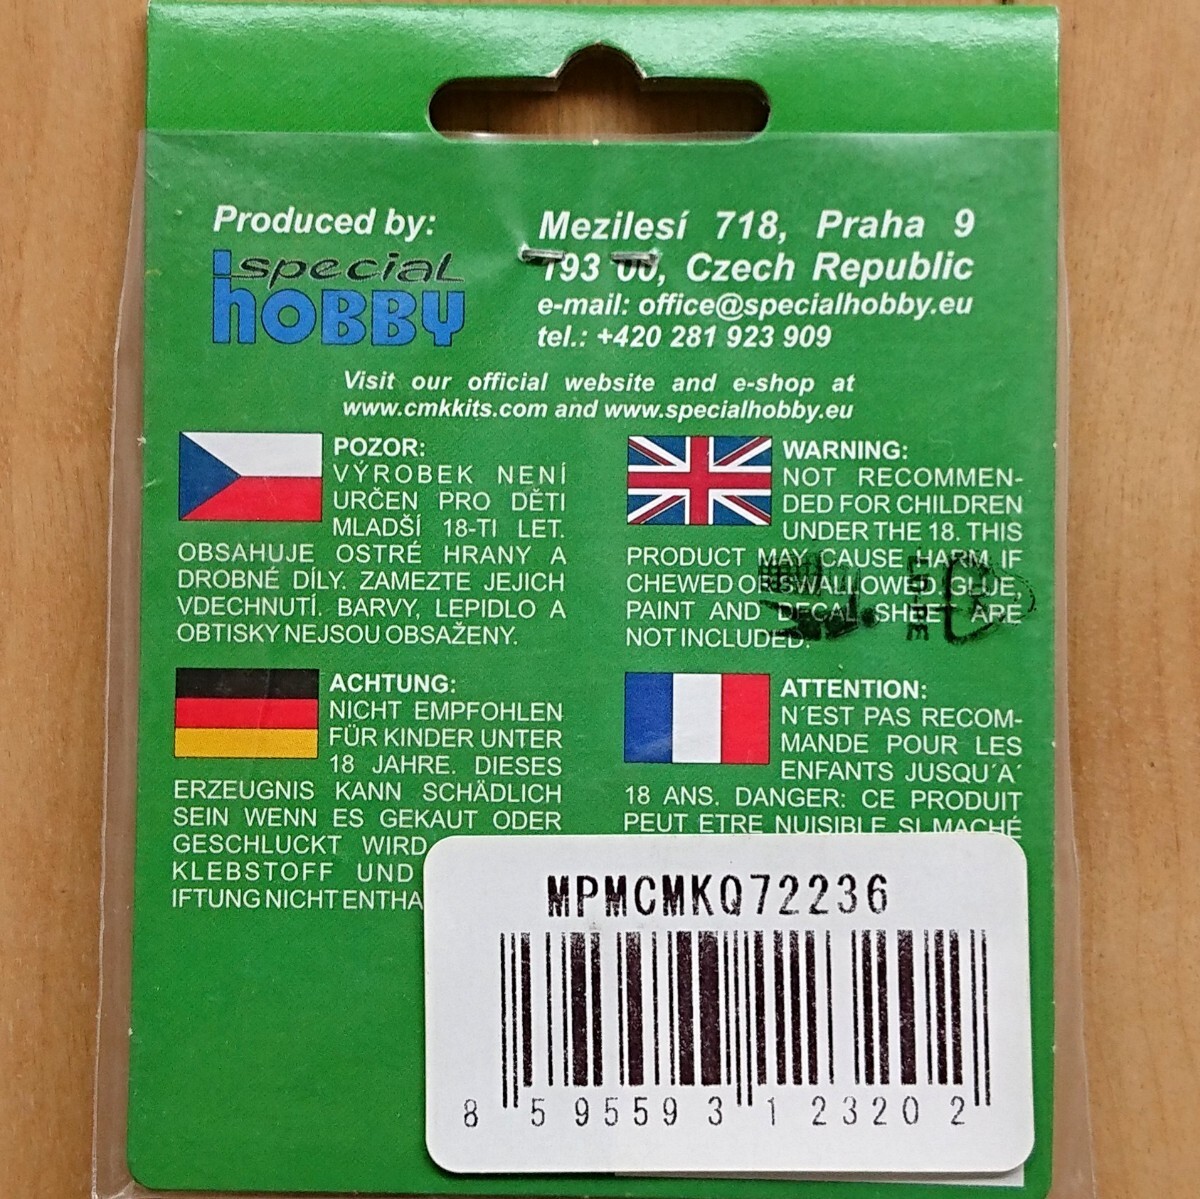 Produced by:
special
hOBBY
Mezilesí 718, Praha 9
193 00, Czech Republic
e-mail: office@specialhobby.eu
tel.: +420 281 923 909
Visit our official website and e-shop at
www.cmkkits.com and www.specialhobby.eu
POZOR:
VÝROBEK NENÍ
URČEN PRO DĚTI
MLADŠÍ 18-TI LET.
OBSAHUJE OSTRÉ HRANY A
DROBNÉ DÍLY. ZAMEZTE JEJICH
VDECHNUTÍ. BARVY, LEPIDLO A
OBTISKY NEJSOU OBSAŽENY.
WARNING:
NOT RECOMMEN-
DED FOR CHILDREN
UNDER THE 18. THIS
PRODUCT MAY CAUSE HARM IF
CHEWED OR SWALLOWED. GLUE,
PAINT AND DECAL SHEET ARE
NOT INCLUDED.
ACHTUNG:
NICHT EMPFOHLEN
FÜR KINDER UNTER
18 JAHRE. DIESES
ERZEUGNIS KANN SCHÄDLICH
SEIN WENN ES GEKAUT ODER
GESCHLUCKT WIRD
KLEBSTOFF UND
IFTUNG NICHT ENTHA
ATTENTION:
N´EST PAS RECOM-
MANDE POUR LES
ENFANTS JUSQU´A´
18 ANS. DANGER: CE PRODUIT
PEUT ETRE NUISIBLE SI MACHÉ
MPMCMKQ72236
8 595593 123202